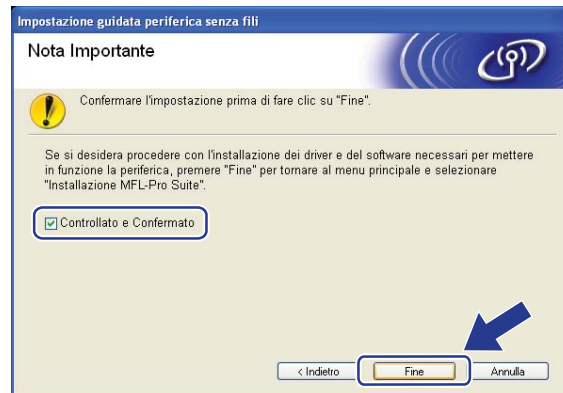 Impostazione guidata periferica senza fili
Nota Importante
Confermare l'impostazione prima di fare clic su "Fine".
Se si desidera procedere con l'installazione dei driver e del software necessari per mettere
in funzione la periferica, premere "Fine" per tornare al menu principale e selezionare
"Installazione MFL-Pro Suite".
Controllato e Confermato
< Indietro
Fine
Annulla